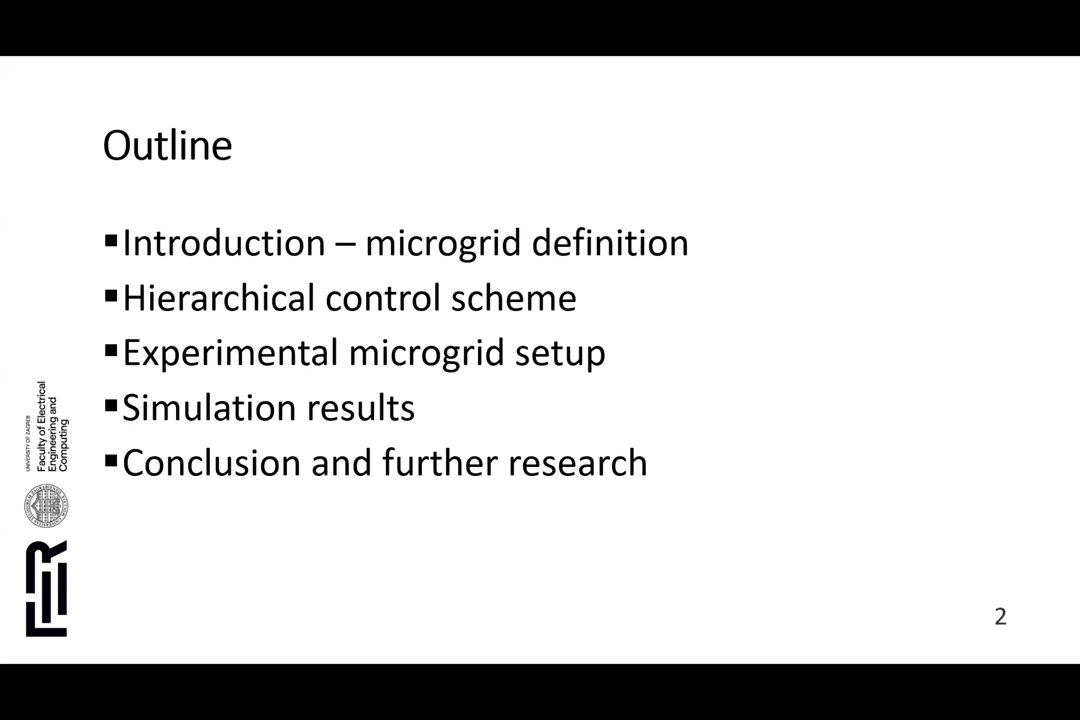 Outline
▪Introduction – microgrid definition
▪Hierarchical control scheme
▪Experimental microgrid setup
▪Simulation results
▪Conclusion and further research
UNIVERSITY OF ZAGREB
Faculty of Electrical
Engineering and
Computing
FER
2